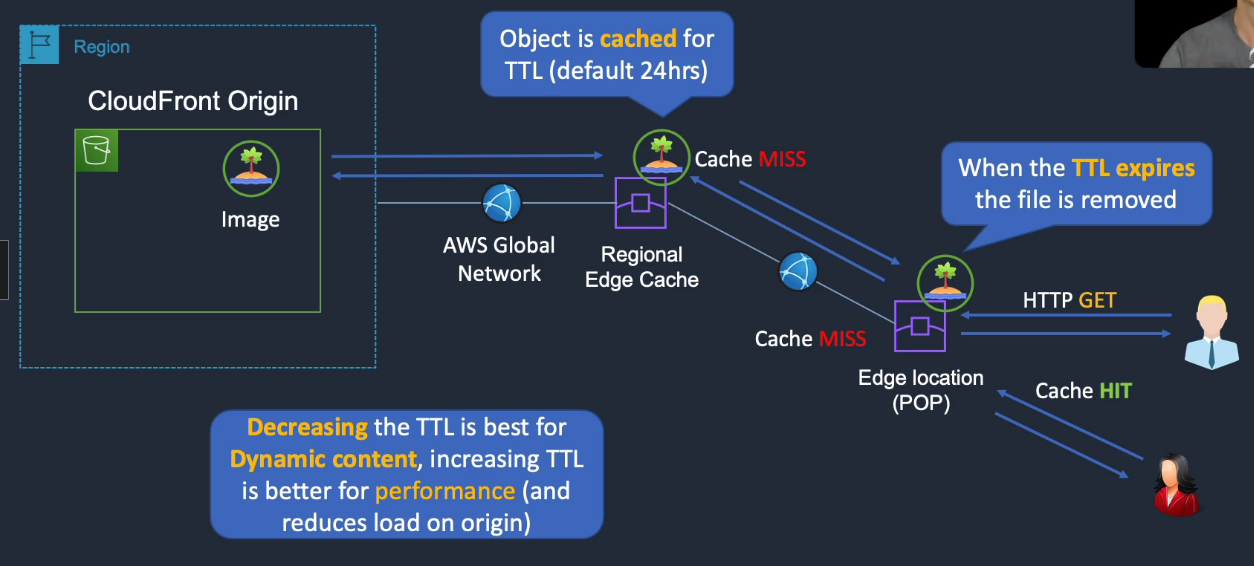 Region
CloudFront Origin
Image
AWS Global
Network
Object is cached for
TTL (default 24hrs)
Cache MISS
Regional
Edge Cache
When the TTL expires
the file is removed
HTTP GET
Cache MISS
Edge location
(POP)
Cache HIT
Decreasing the TTL is best for
Dynamic content, increasing TTL
is better for performance (and
reduces load on origin)